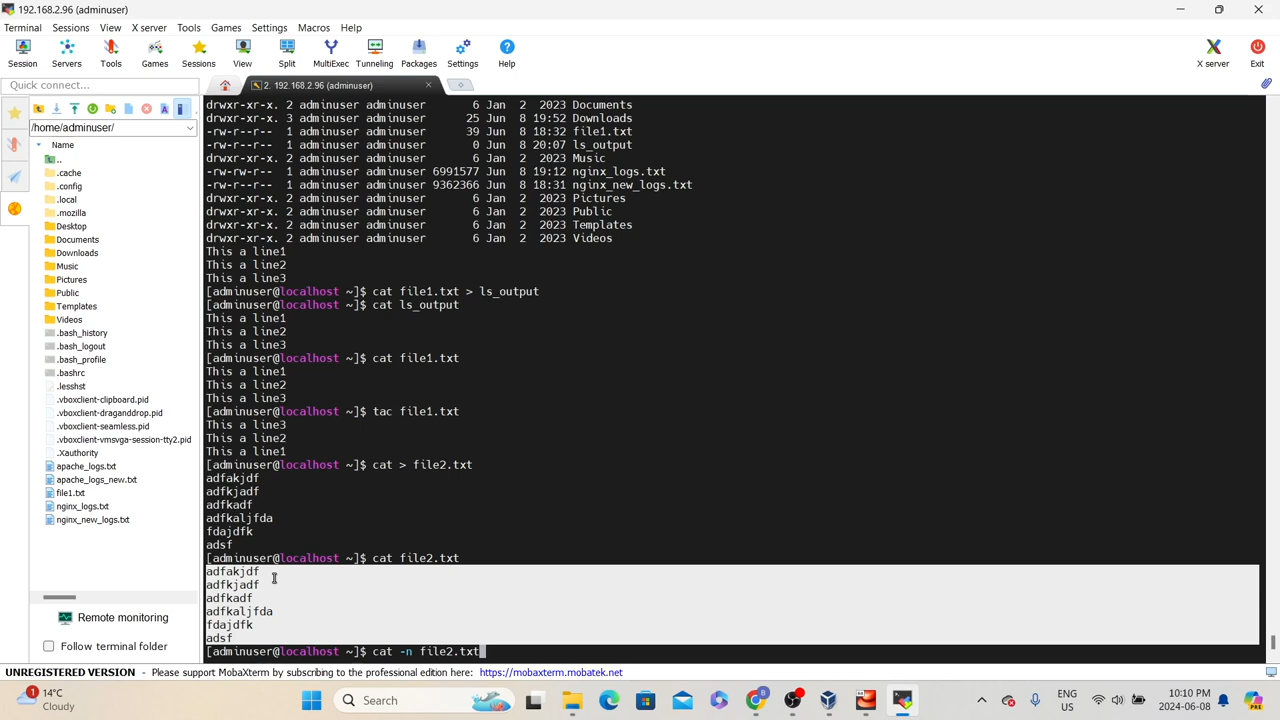 192.168.2.96 (adminuser)
Terminal Sessions View X server Tools Games Settings Macros Help
Session Servers Tools Games Sessions View Split MultiExec Tunneling Packages Settings Help X server Exit
Quick connect...
2. 192.168.2.96 (adminuser)
/home/adminuser/
Name
..
.cache
.config
.local
.mozilla
Desktop
Documents
Downloads
Music
Pictures
Public
Templates
Videos
.bash_history
.bash_logout
.bash_profile
.bashrc
.lesshst
.vboxclient-clipboard.pid
.vboxclient-draganddrop.pid
.vboxclient-seamless.pid
.vboxclient-vmsvga-session-tty2.pid
.Xauthority
apache_logs.txt
apache_logs_new.txt
file1.txt
nginx_logs.txt
nginx_new_logs.txt
Remote monitoring
Follow terminal folder
drwxr-xr-x. 2 adminuser adminuser 6 Jan 2 2023 Documents
drwxr-xr-x. 3 adminuser adminuser 25 Jun 8 19:52 Downloads
-rw-r--r-- 1 adminuser adminuser 39 Jun 8 18:32 file1.txt
-rw-r--r-- 1 adminuser adminuser 0 Jun 8 20:07 ls_output
drwxr-xr-x. 2 adminuser adminuser 6 Jan 2 2023 Music
-rw-rw-r-- 1 adminuser adminuser 6991577 Jun 8 19:12 nginx_logs.txt
-rw-r--r-- 1 adminuser adminuser 9362366 Jun 8 18:31 nginx_new_logs.txt
drwxr-xr-x. 2 adminuser adminuser 6 Jan 2 2023 Pictures
drwxr-xr-x. 2 adminuser adminuser 6 Jan 2 2023 Public
drwxr-xr-x. 2 adminuser adminuser 6 Jan 2 2023 Templates
drwxr-xr-x. 2 adminuser adminuser 6 Jan 2 2023 Videos
This a line1
This a line2
This a line3
[adminuser@localhost ~]$ cat file1.txt > ls_output
[adminuser@localhost ~]$ cat ls_output
This a line1
This a line2
This a line3
[adminuser@localhost ~]$ cat file1.txt
This a line1
This a line2
This a line3
[adminuser@localhost ~]$ tac file1.txt
This a line3
This a line2
This a line1
[adminuser@localhost ~]$ cat > file2.txt
adfakjdf
adfkjadf
adfkadf
adfkaljfda
fdajdfk
adsf
[adminuser@localhost ~]$ cat file2.txt
adfakjdf
adfkjadf
adfkadf
adfkaljfda
fdajdfk
adsf
[adminuser@localhost ~]$ cat -n file2.txt
UNREGISTERED VERSION - Please support MobaXterm by subscribing to the professional edition here: https://mobaxterm.mobatek.net
1
14°C
Cloudy
Search
8
ENG
US
10:10 PM
2024-06-08
PRE